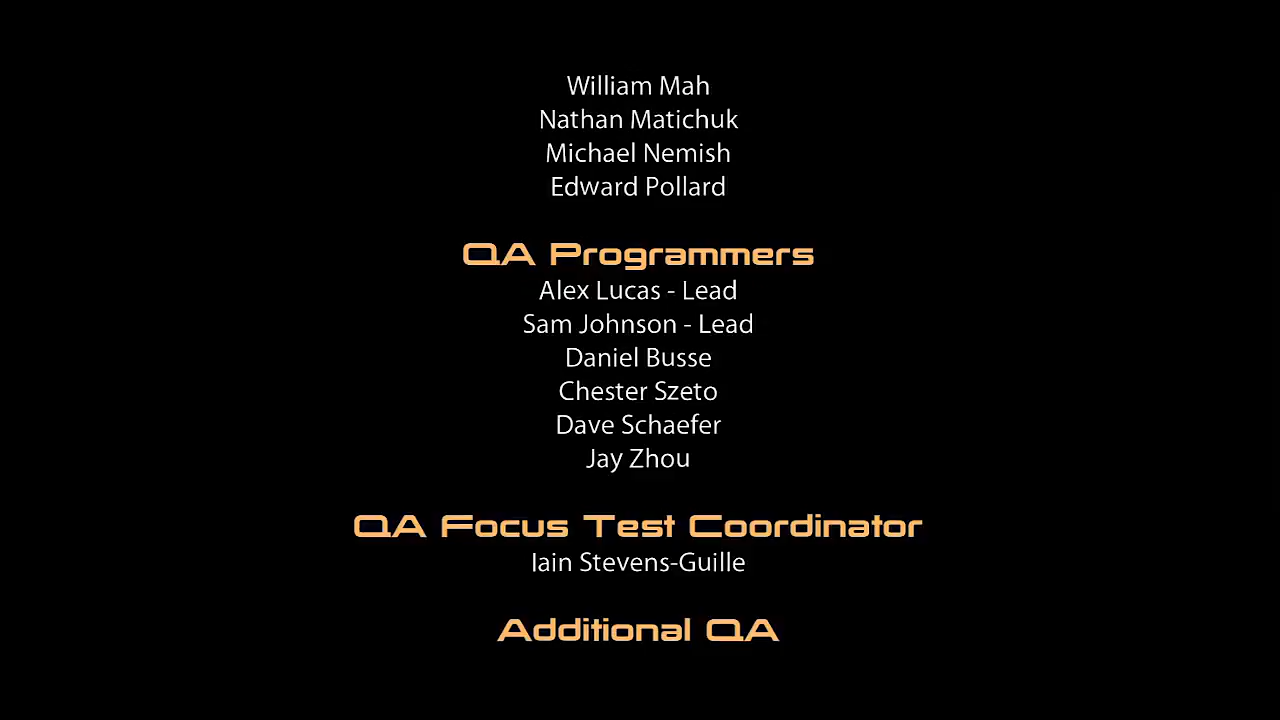 William Mah
Nathan Matichuk
Michael Nemish
Edward Pollard
QA Programmers
Alex Lucas - Lead
Sam Johnson - Lead
Daniel Busse
Chester Szeto
Dave Schaefer
Jay Zhou
QA Focus Test Coordinator
Iain Stevens-Guille
Additional QA